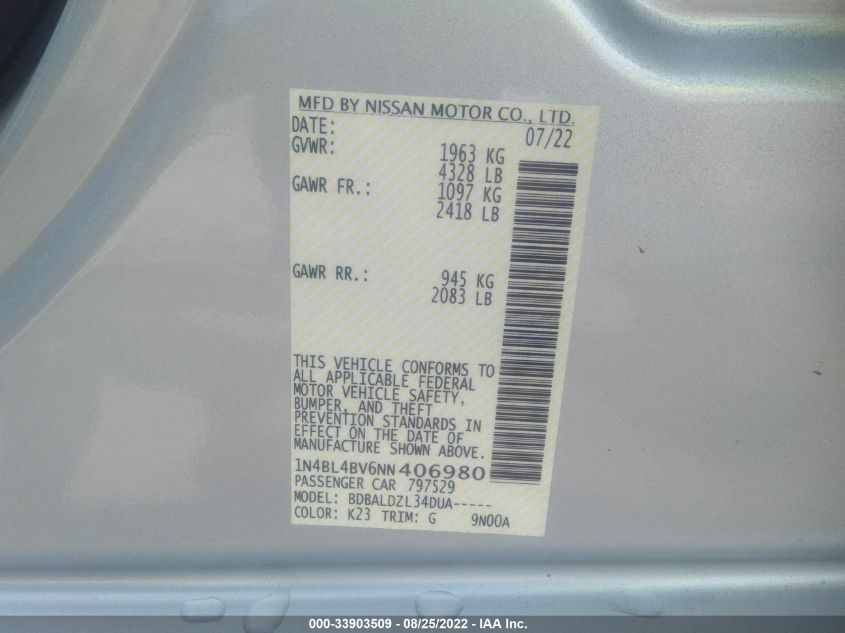 MFD BY NISSAN MOTOR CO., LTD.
DATE: 07/22
GVWR: 1963 KG
4328 LB
GAWR FR.: 1097 KG
2418 LB
GAWR RR.: 945 KG
2083 LB
THIS VEHICLE CONFORMS TO
ALL APPLICABLE FEDERAL
MOTOR VEHICLE SAFETY,
BUMPER, AND THEFT
PREVENTION STANDARDS IN
EFFECT ON THE DATE OF
MANUFACTURE SHOWN ABOVE.
1N4BL4BV6NN406980
PASSENGER CAR 797529
MODEL: BDBALDZL34DUA-----
COLOR: K23 TRIM: G 9N00A
000-33903509 - 08/25/2022 - IAA Inc.